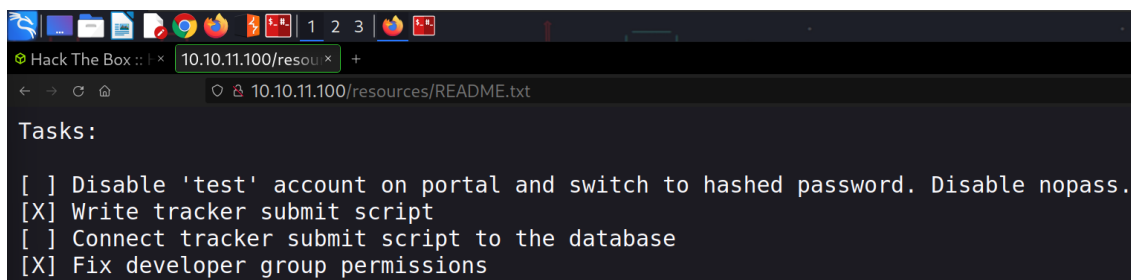 1 2 3
Hack The Box :: H × 10.10.11.100/resour × +
10.10.11.100/resources/README.txt
Tasks:
[ ] Disable 'test' account on portal and switch to hashed password. Disable nopass.
[X] Write tracker submit script
[ ] Connect tracker submit script to the database
[X] Fix developer group permissions